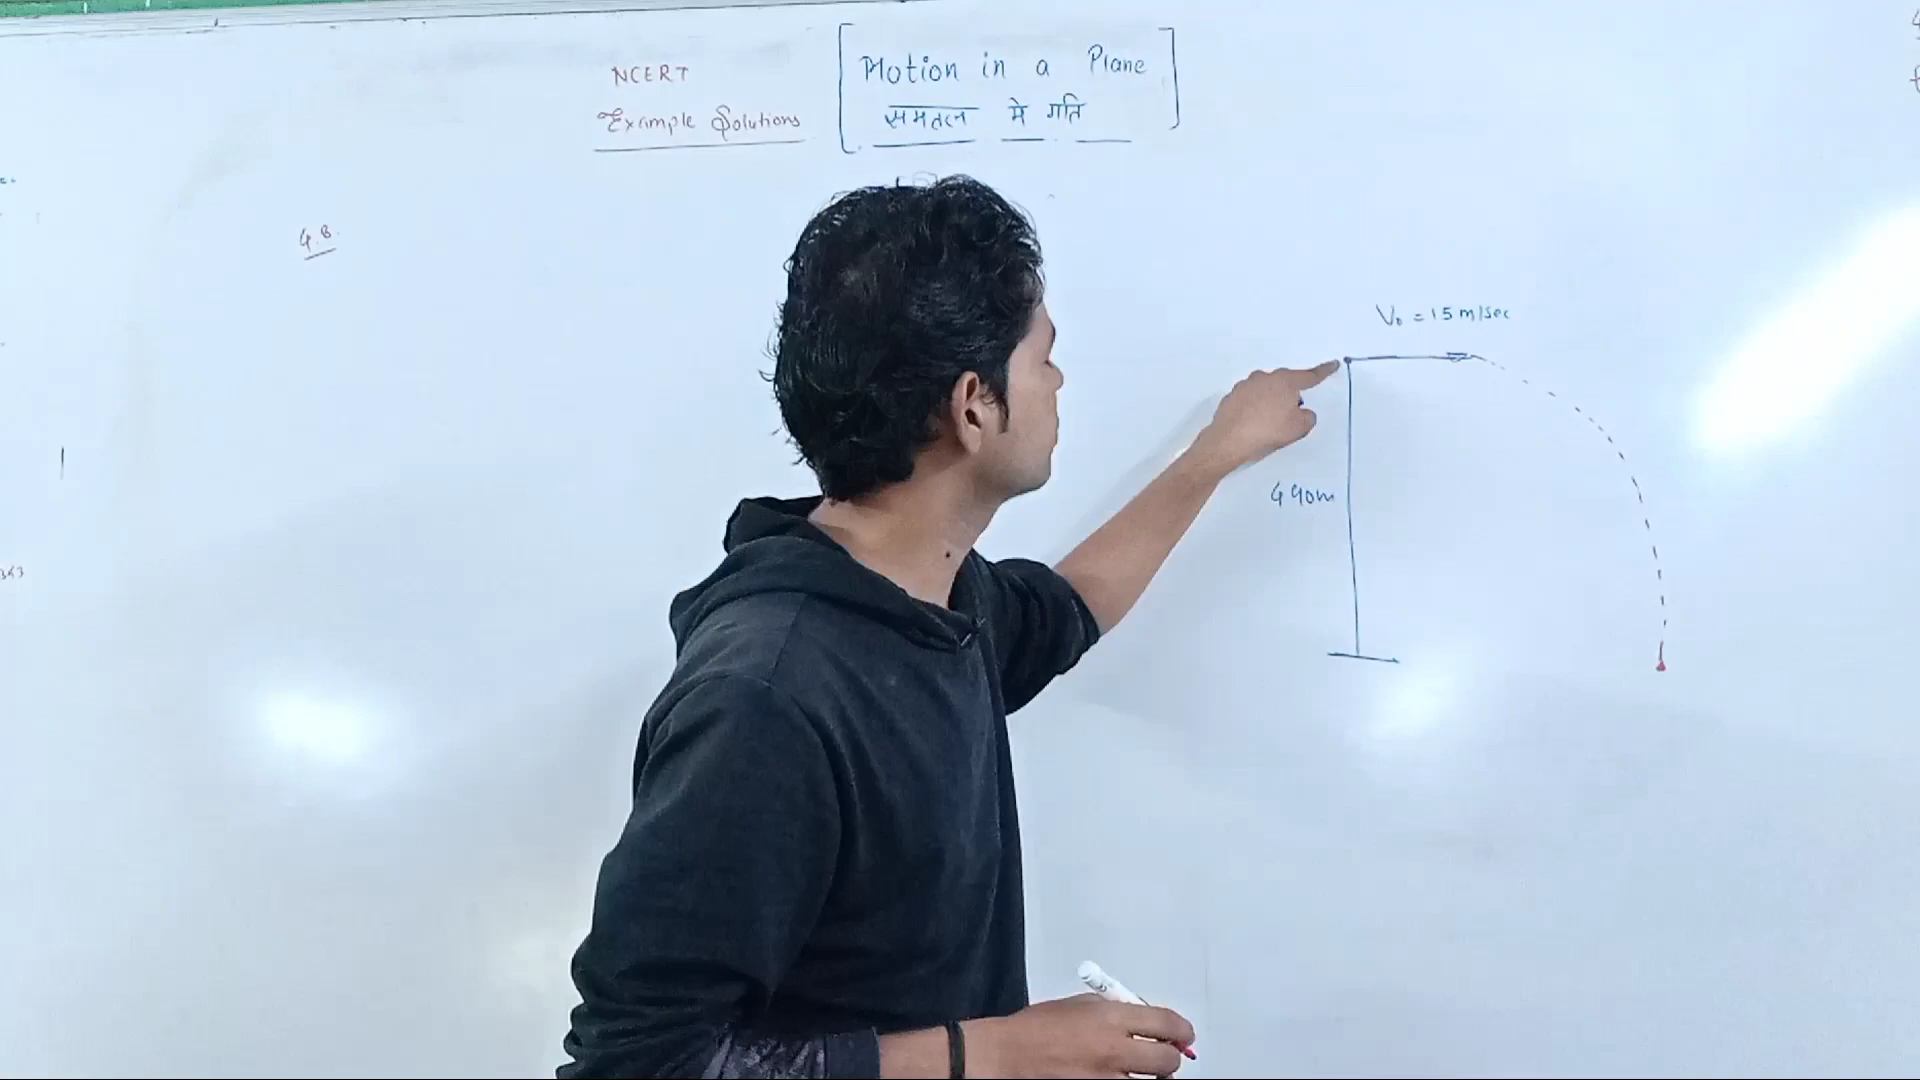 NCERT
Example Solutions
Motion in a Plane
समतल मे गति
4.8.
V₀ = 15 m/sec
490m